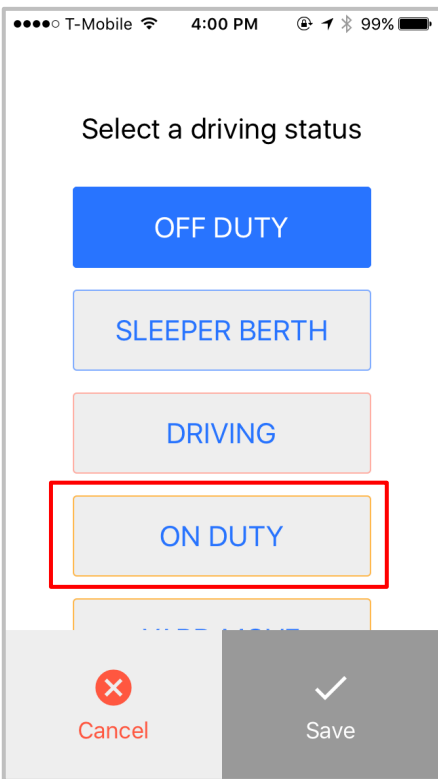 T-Mobile 4:00 PM 99%
Select a driving status
OFF DUTY
SLEEPER BERTH
DRIVING
ON DUTY
Cancel Save